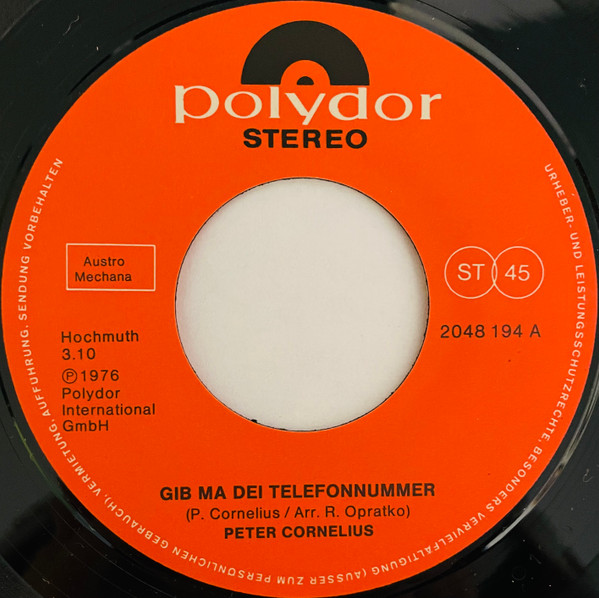 polydor
STEREO
Austro
Mechana
ST 45
Hochmuth
3.10
Ⓟ1976
Polydor
International
GmbH
2048 194 A
GIB MA DEI TELEFONNUMMER
(P. Cornelius / Arr. R. Opratko)
PETER CORNELIUS
URHEBER- UND LEISTUNGSSCHUTZRECHTE, BESONDERS VERVIELFÄLTIGUNG (AUSSER ZUM PERSÖNLICHEN GEBRAUCH), VERMIETUNG, AUFFÜHRUNG, SENDUNG VORBEHALTEN